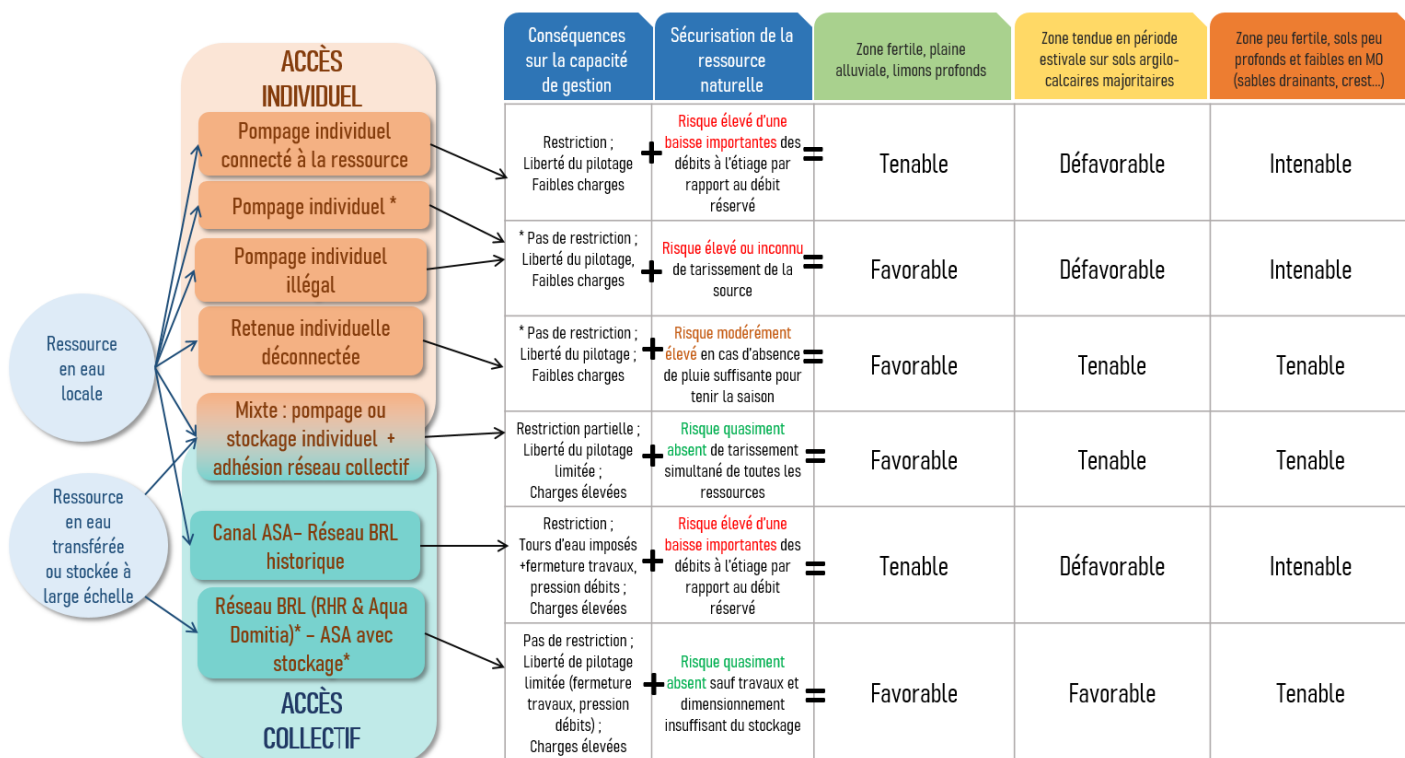 ACCÈS
INDIVIDUEL
Pompage individuel
connecté à la ressource
Pompage individuel *
Pompage individuel
illégal
Retenue individuelle
déconnectée
Mixte : pompage ou
stockage individuel +
adhésion réseau collectif
Canal ASA– Réseau BRL
historique
Réseau BRL (RHR & Aqua
Domitia)* – ASA avec
stockage*
ACCÈS
COLLECTIF
Ressource
en eau
locale
Ressource
en eau
transférée
ou stockée à
large échelle
Conséquences
sur la capacité
de gestion
Sécurisation de la
ressource
naturelle
Zone fertile, plaine
alluviale, limons profonds
Zone tendue en période
estivale sur sols argilo-
calcaires majoritaires
Zone peu fertile, sols peu
profonds et faibles en MO
(sables drainants, crest...)
Restriction ;
Liberté du pilotage
Faibles charges
+
Risque élevé d'une
baisse importantes des
débits à l'étiage par
rapport au débit
réservé
=
Tenable
Défavorable
Intenable
* Pas de restriction ;
Liberté du pilotage,
Faibles charges
+
Risque élevé ou inconnu
de tarissement de la
source
=
Favorable
Défavorable
Intenable
* Pas de restriction ;
Liberté du pilotage ;
Faibles charges
+
Risque modérément
élevé en cas d'absence
de pluie suffisante pour
tenir la saison
=
Favorable
Tenable
Tenable
Restriction partielle ;
Liberté du pilotage
limitée ;
Charges élevées
+
Risque quasiment
absent de tarissement
simultané de toutes les
ressources
=
Favorable
Tenable
Tenable
Restriction ;
Tours d'eau imposés
+fermeture travaux,
pression débits ;
Charges élevées
+
Risque élevé d'une
baisse importantes des
débits à l'étiage par
rapport au débit
réservé
=
Tenable
Défavorable
Intenable
Pas de restriction ;
Liberté de pilotage
limitée (fermeture
travaux, pression
débits) ;
Charges élevées
+
Risque quasiment
absent sauf travaux et
dimensionnement
insuffisant du stockage
=
Favorable
Favorable
Tenable